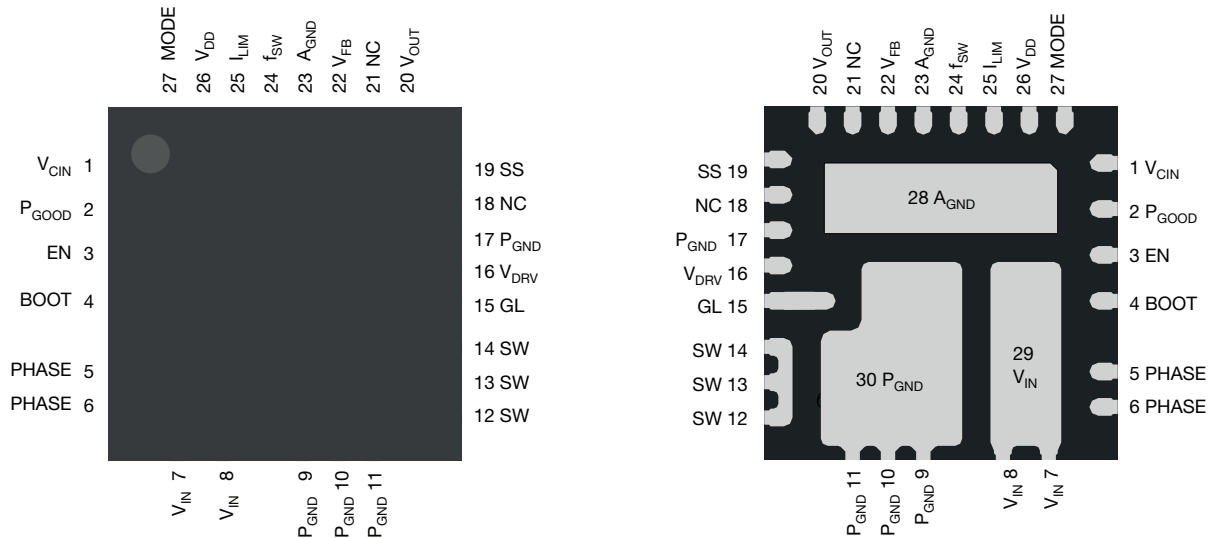 27 MODE
26 VDD
25 ILIM
24 fSW
23 AGND
22 VFB
21 NC
20 VOUT
VCIN 1
PGOOD 2
EN 3
BOOT 4
PHASE 5
PHASE 6
19 SS
18 NC
17 PGND
16 VDRV
15 GL
14 SW
13 SW
12 SW
VIN 7
VIN 8
PGND 9
PGND 10
PGND 11
20 VOUT
21 NC
22 VFB
23 AGND
24 fSW
25 ILIM
26 VDD
27 MODE
SS 19
NC 18
PGND 17
VDRV 16
GL 15
SW 14
SW 13
SW 12
28 AGND
30 PGND
29
VIN
1 VCIN
2 PGOOD
3 EN
4 BOOT
5 PHASE
6 PHASE
PGND 11
PGND 10
PGND 9
VIN 8
VIN 7